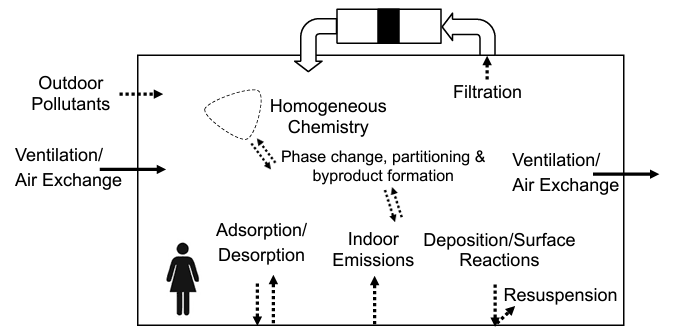 Outdoor
Pollutants
Filtration
Homogeneous
Chemistry
Ventilation/
Air Exchange
Phase change, partitioning &
byproduct formation
Ventilation/
Air Exchange
Adsorption/
Desorption
Indoor
Emissions
Deposition/Surface
Reactions
Resuspension